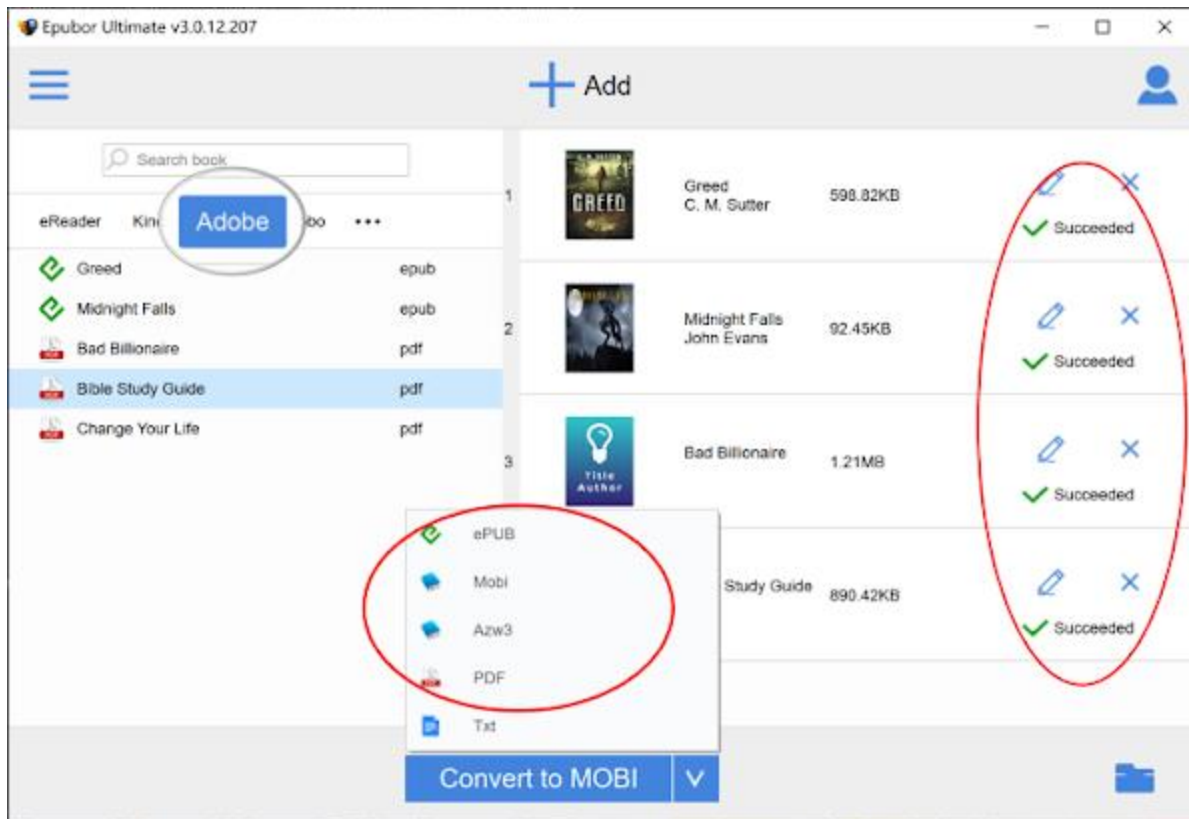 Epubor Ultimate v3.0.12.207
Add
Search book
eReader
Kin
Adobe
bo
•••
Greed epub
Midnight Falls epub
Bad Billionaire pdf
Bible Study Guide pdf
Change Your Life pdf
1
GREED
Greed
C. M. Sutter
598.82KB
Succeeded
2
Midnight Falls
John Evans
92.45KB
Succeeded
3
Title
Author
Bad Billionaire
1.21MB
Succeeded
Study Guide
890.42KB
Succeeded
ePUB
Mobi
Azw3
PDF
Txt
Convert to MOBI